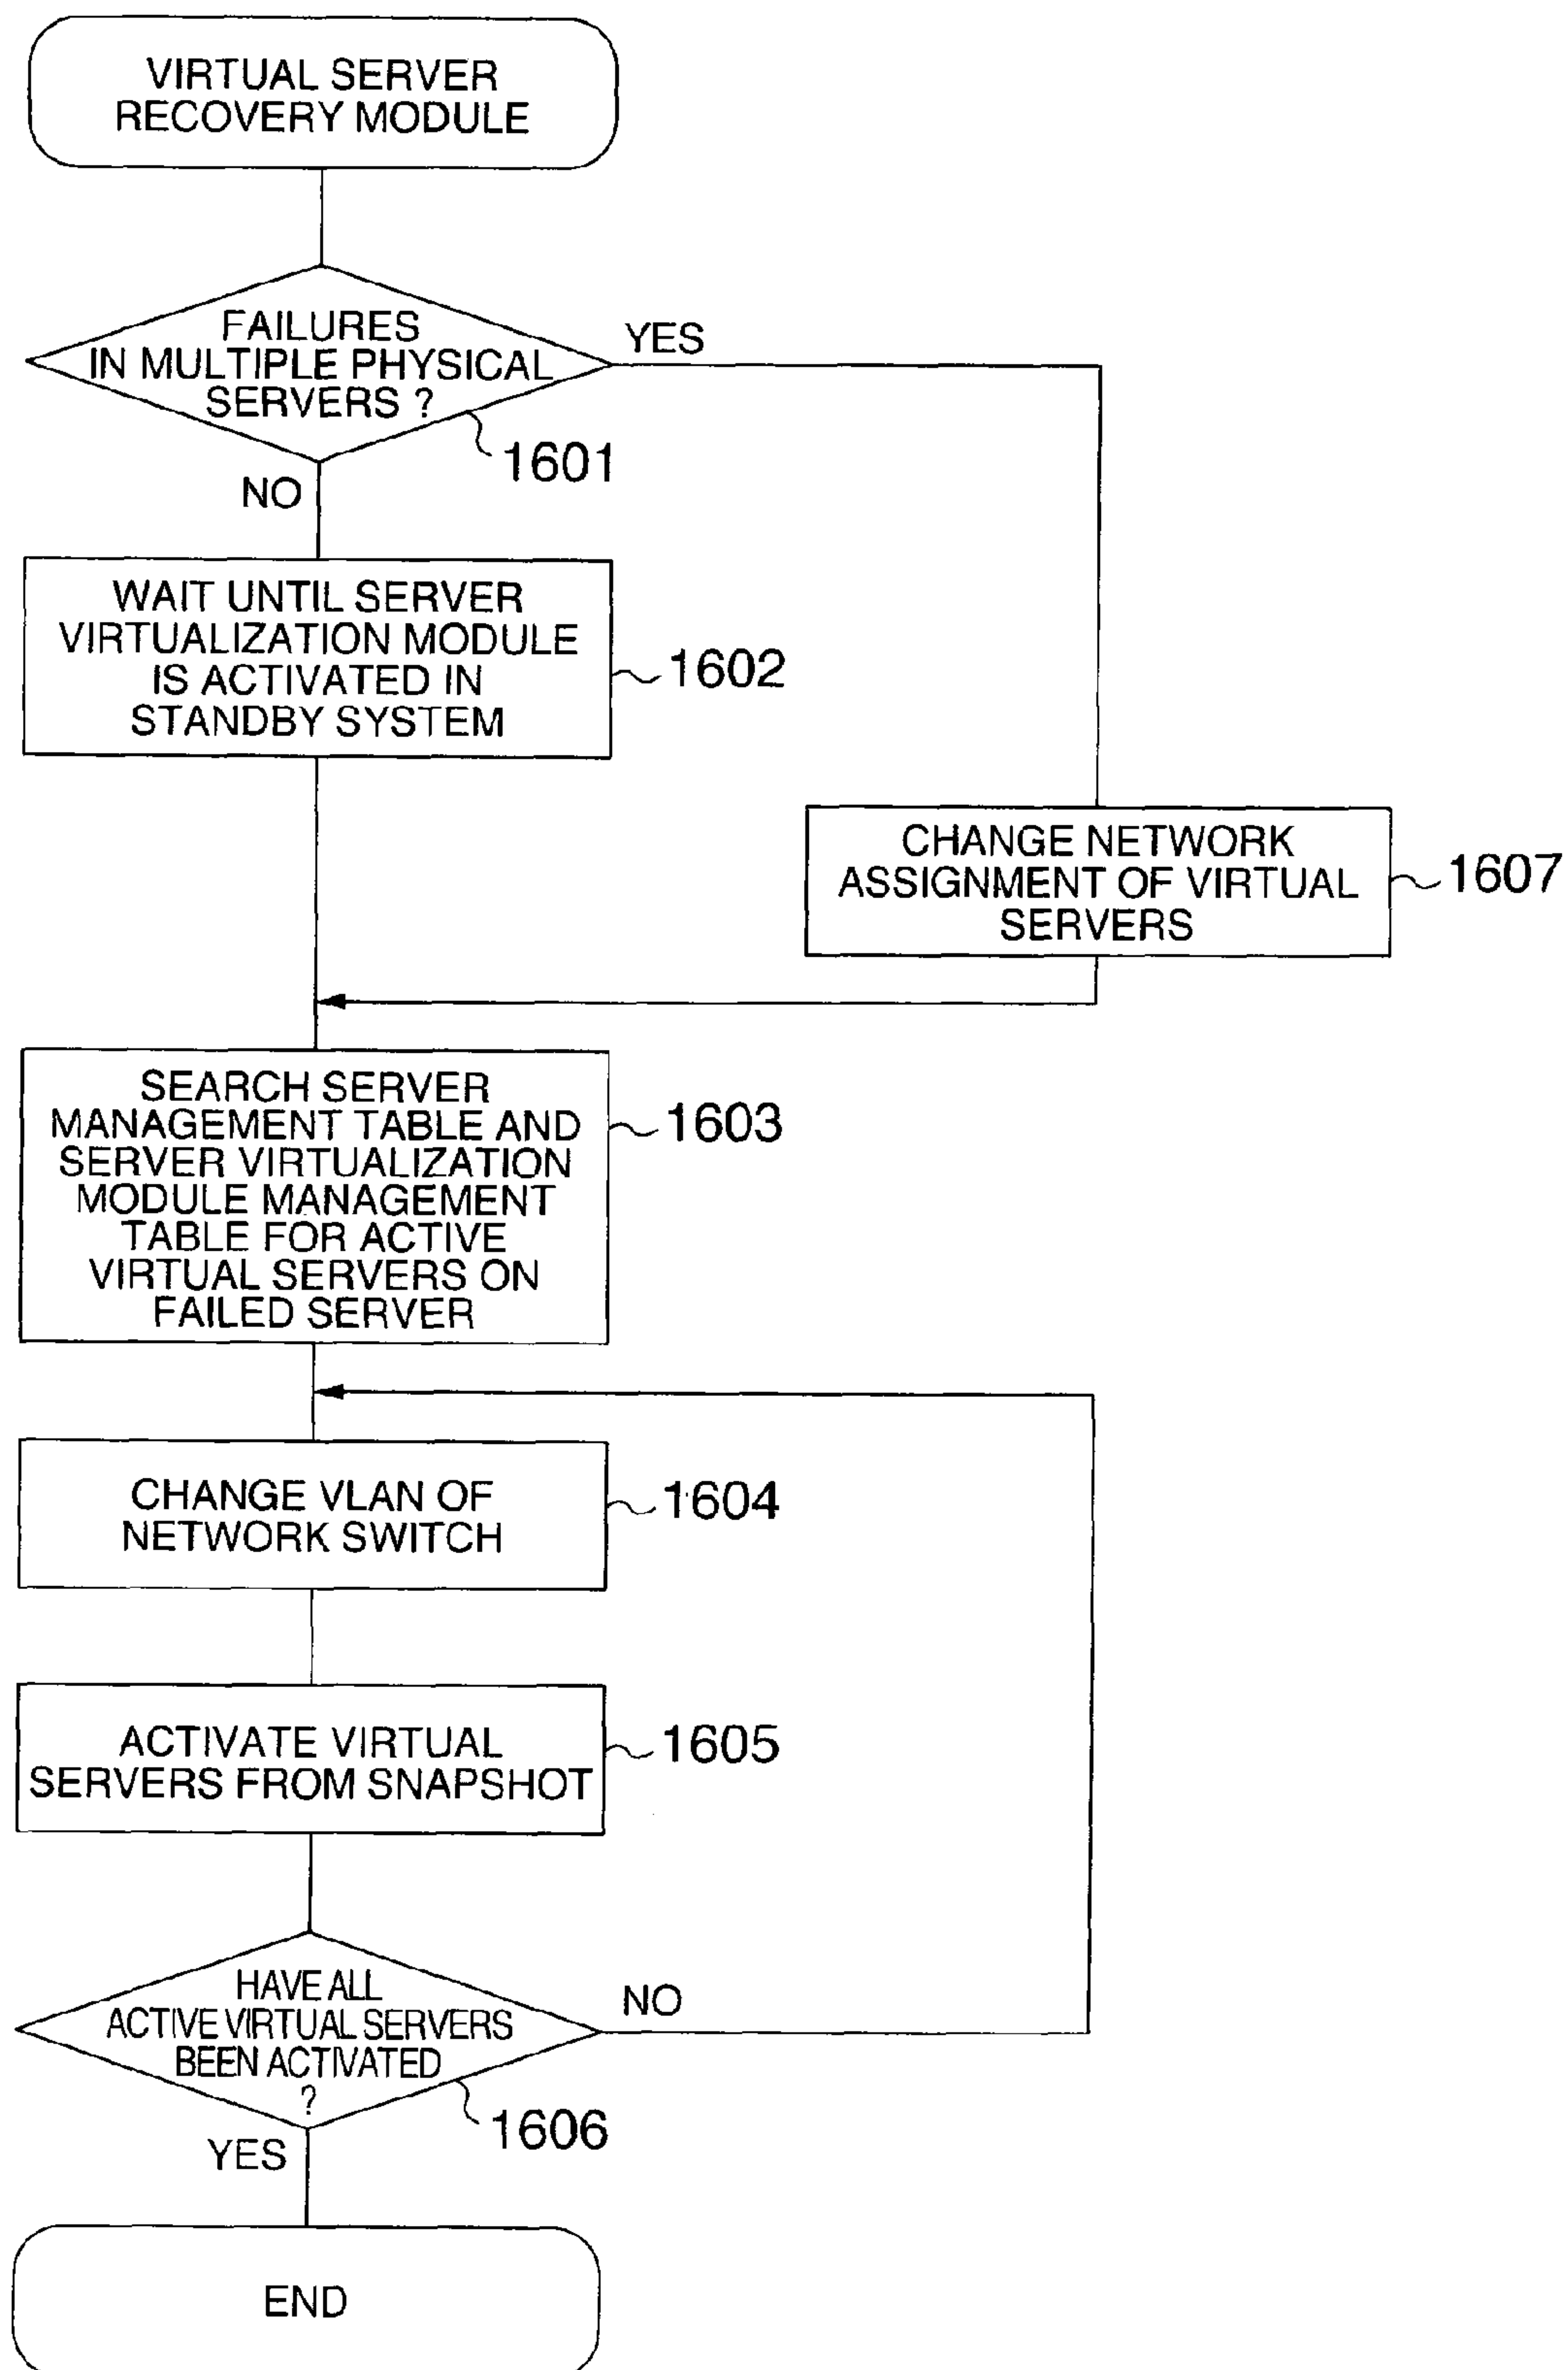 VIRTUAL SERVER
RECOVERY MODULE
FAILURES
IN MULTIPLE PHYSICAL
SERVERS ?
YES
1601
NO
WAIT UNTIL SERVER
VIRTUALIZATION MODULE
IS ACTIVATED IN
STANDBY SYSTEM
1602
CHANGE NETWORK
ASSIGNMENT OF VIRTUAL
SERVERS
1607
SEARCH SERVER
MANAGEMENT TABLE AND
SERVER VIRTUALIZATION
MODULE MANAGEMENT
TABLE FOR ACTIVE
VIRTUAL SERVERS ON
FAILED SERVER
1603
CHANGE VLAN OF
NETWORK SWITCH
1604
ACTIVATE VIRTUAL
SERVERS FROM SNAPSHOT
1605
HAVE ALL
ACTIVE VIRTUAL SERVERS
BEEN ACTIVATED
?
NO
1606
YES
END